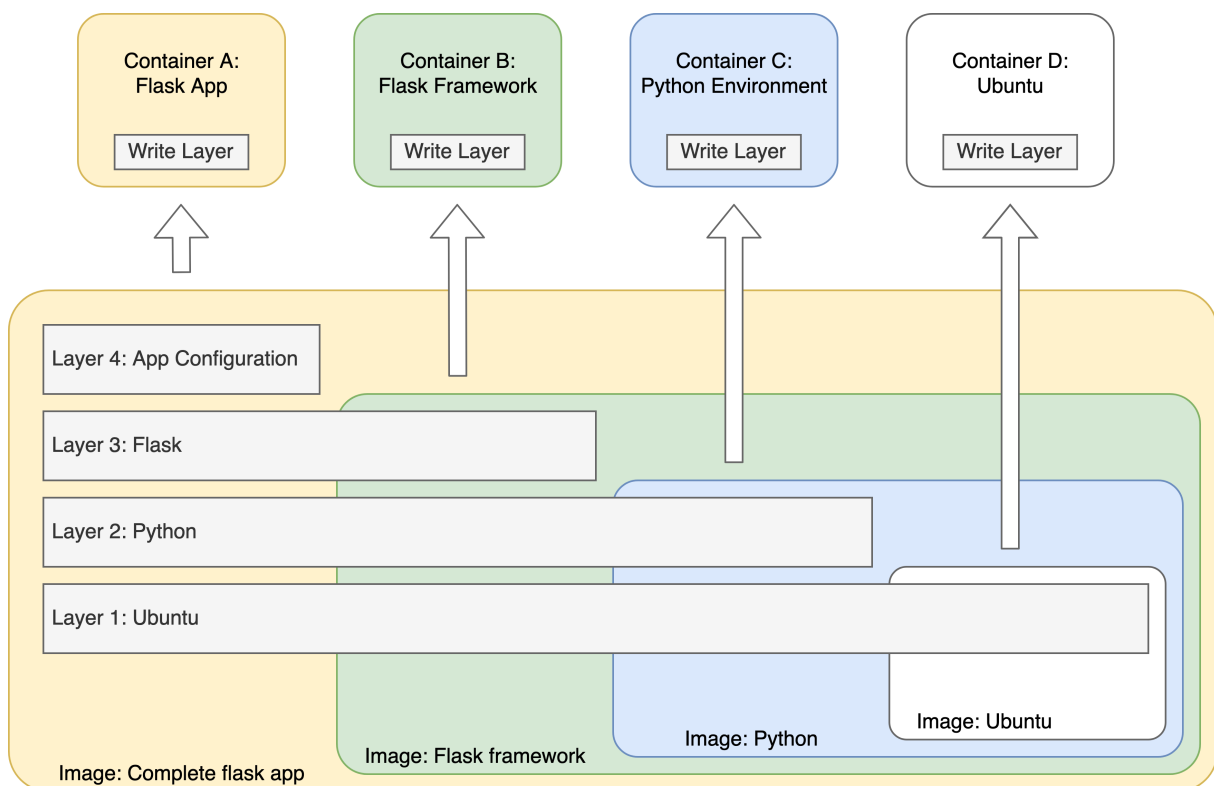 Container A:
Flask App
Write Layer
Container B:
Flask Framework
Write Layer
Container C:
Python Environment
Write Layer
Container D:
Ubuntu
Write Layer
Layer 4: App Configuration
Layer 3: Flask
Layer 2: Python
Layer 1: Ubuntu
Image: Ubuntu
Image: Python
Image: Flask framework
Image: Complete flask app